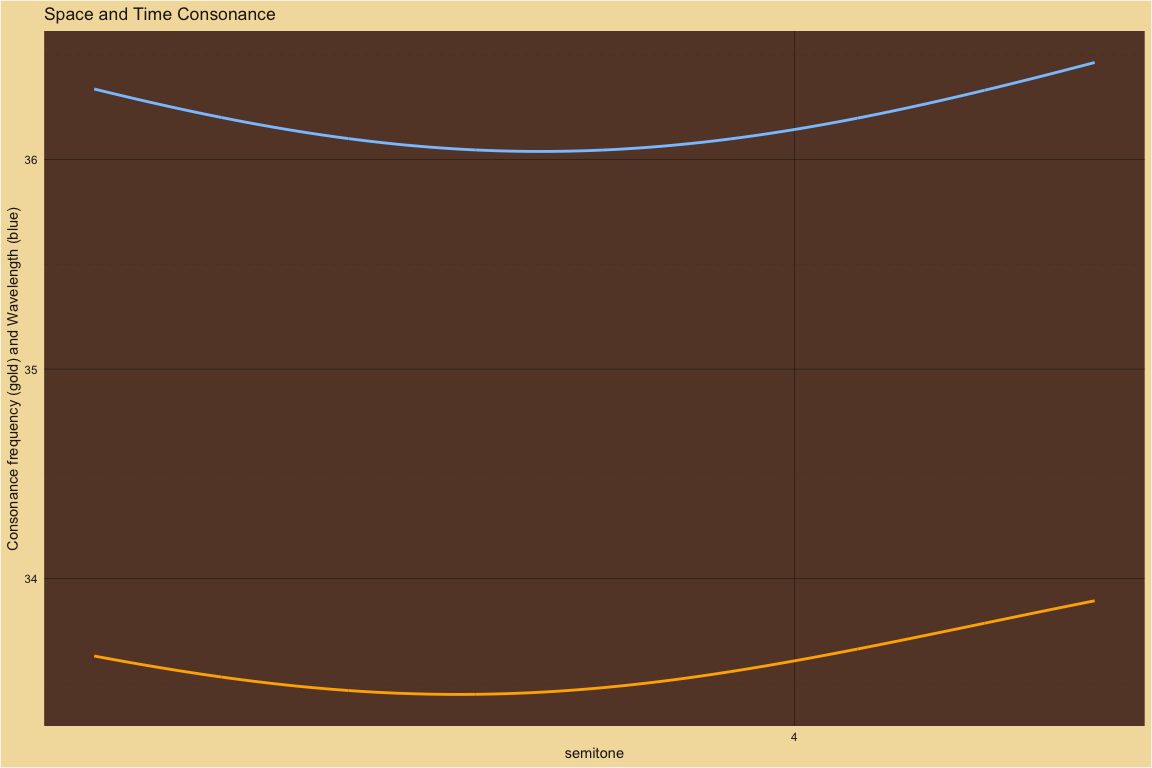 Space and Time Consonance
Consonance frequency (gold) and Wavelength (blue)
36
35
34
4
semitone